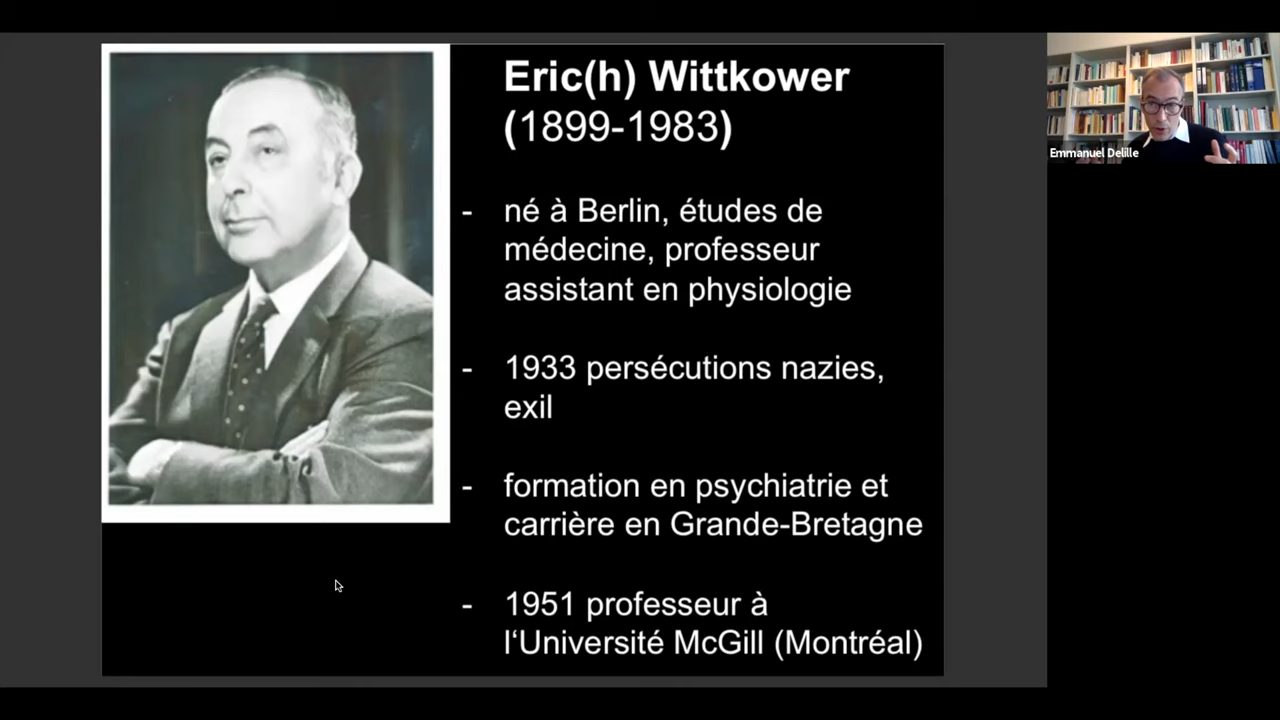 Eric(h) Wittkower
(1899-1983)
- né à Berlin, études de
médecine, professeur
assistant en physiologie
- 1933 persécutions nazies,
exil
- formation en psychiatrie et
carrière en Grande-Bretagne
- 1951 professeur à
l‘Université McGill (Montréal)
Emmanuel Delille